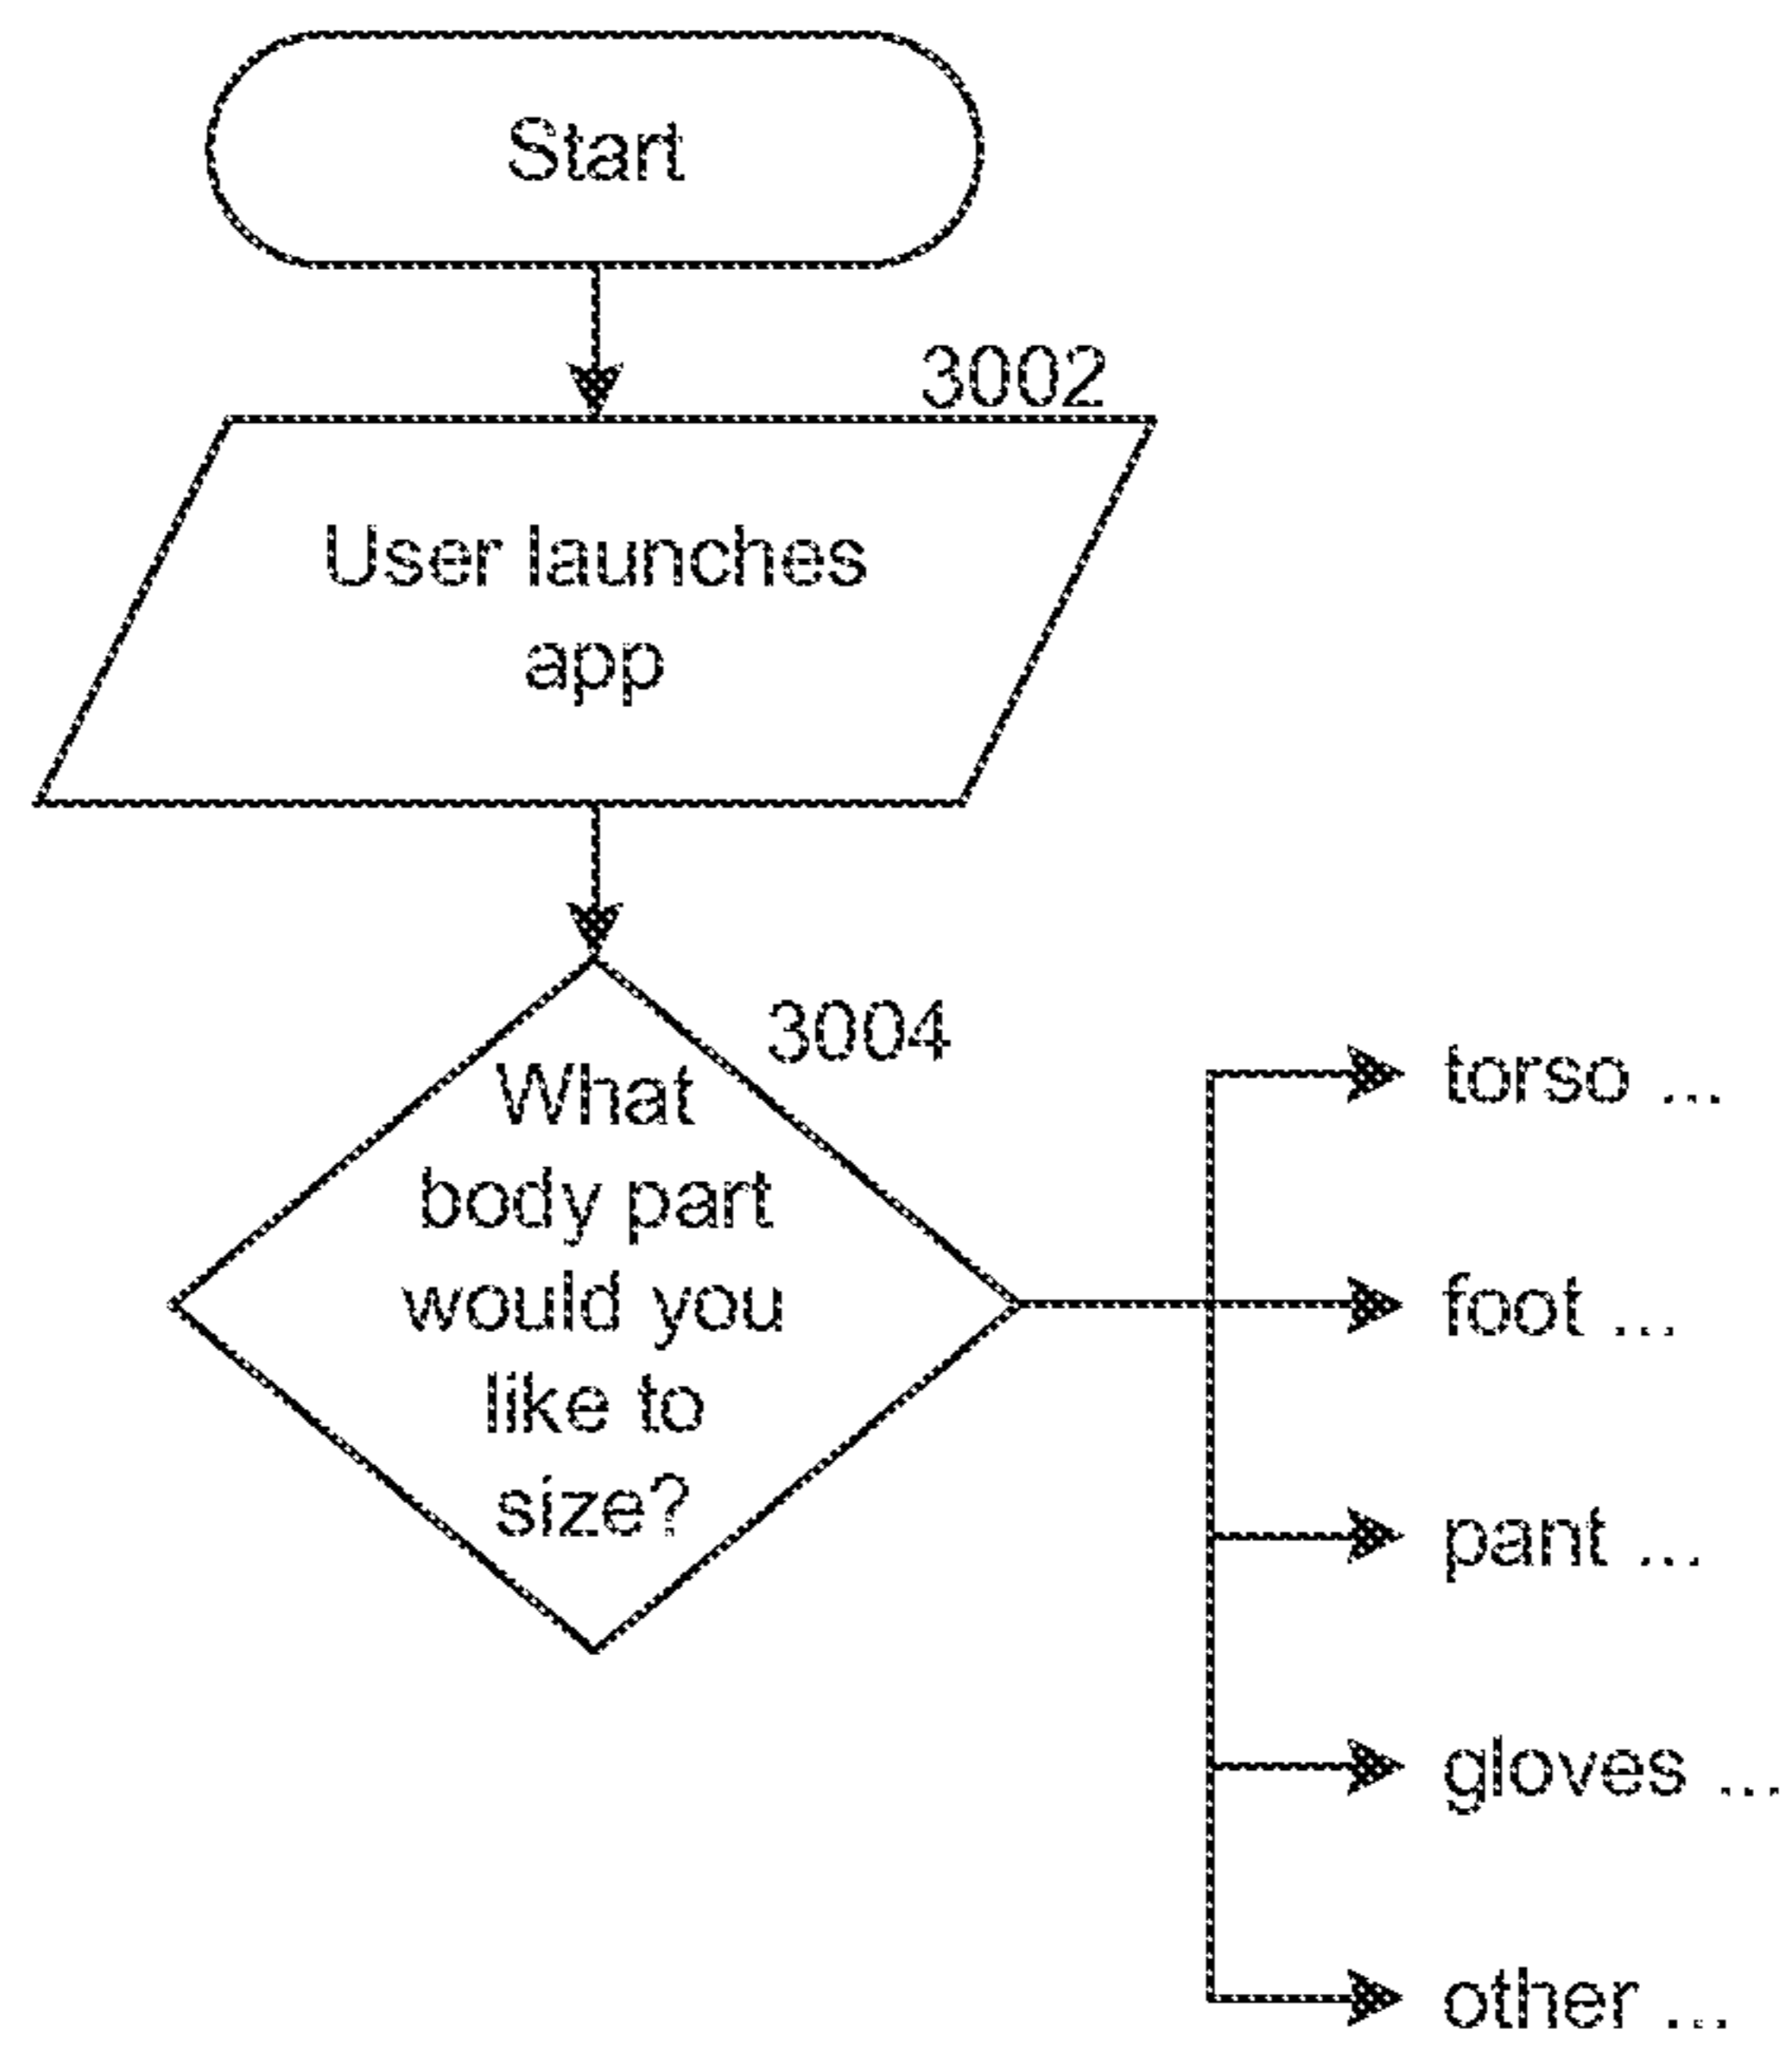 Start
3002
User launches
app
3004
What
body part
would you
like to
size?
torso ...
foot ...
pant ...
gloves ...
other ...